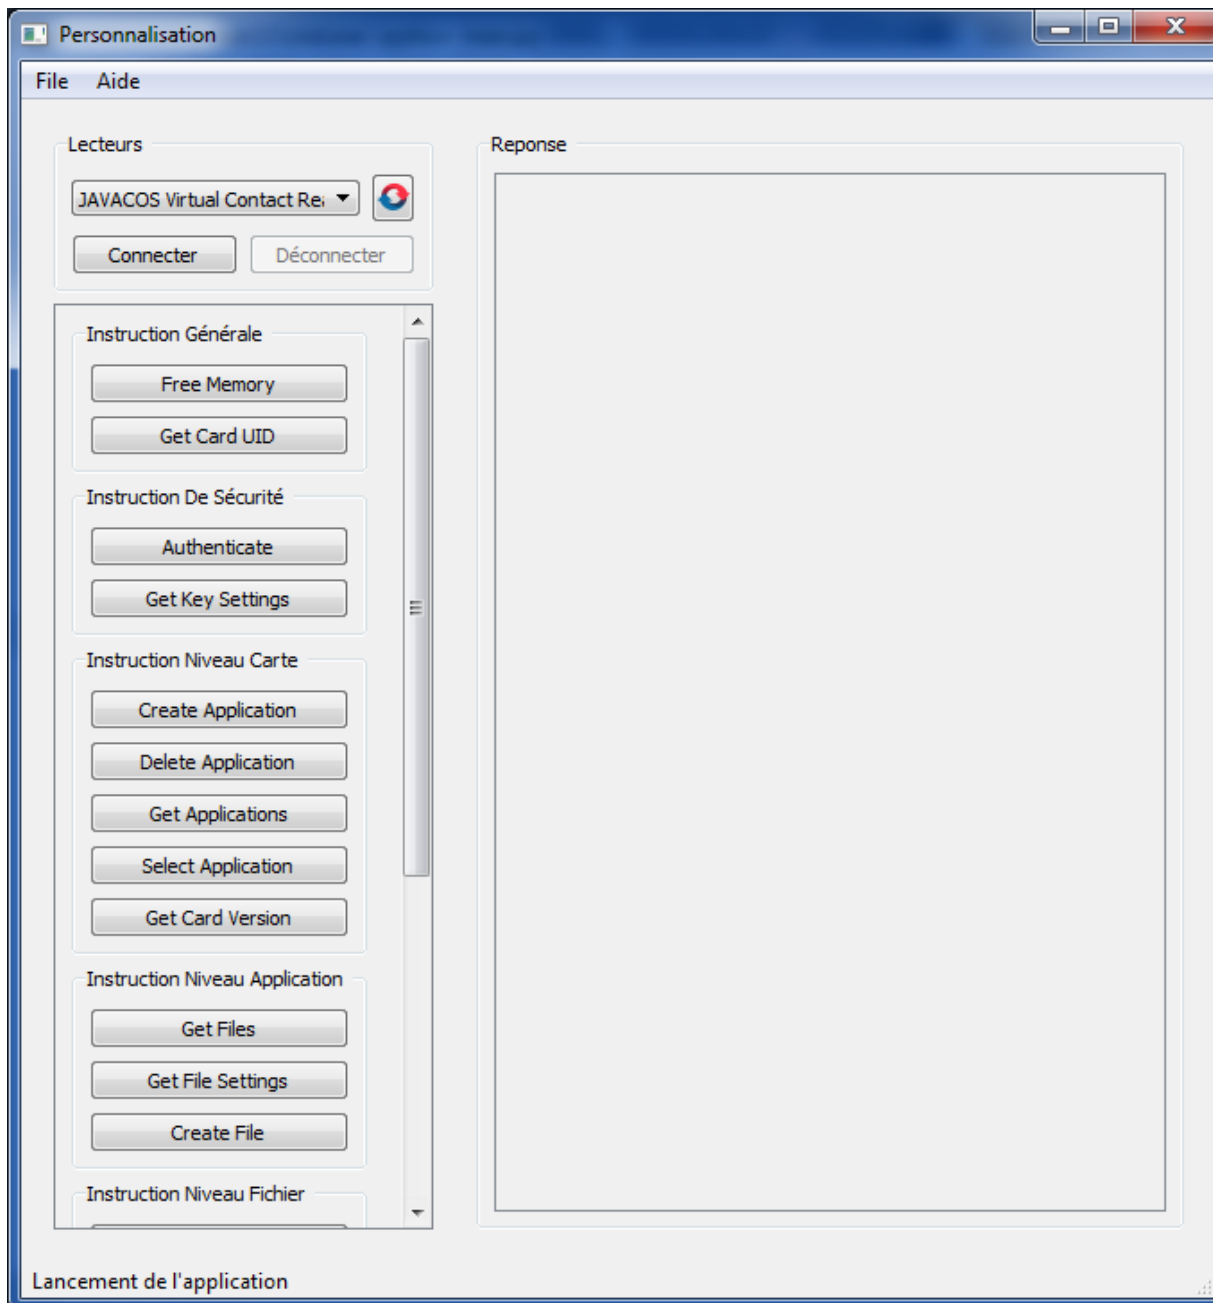 Personnalisation
File Aide
Lecteurs
JAVACOS Virtual Contact Rea
Connecter Déconnecter
Instruction Générale
Free Memory
Get Card UID
Instruction De Sécurité
Authenticate
Get Key Settings
Instruction Niveau Carte
Create Application
Delete Application
Get Applications
Select Application
Get Card Version
Instruction Niveau Application
Get Files
Get File Settings
Create File
Instruction Niveau Fichier
Reponse
Lancement de l'application